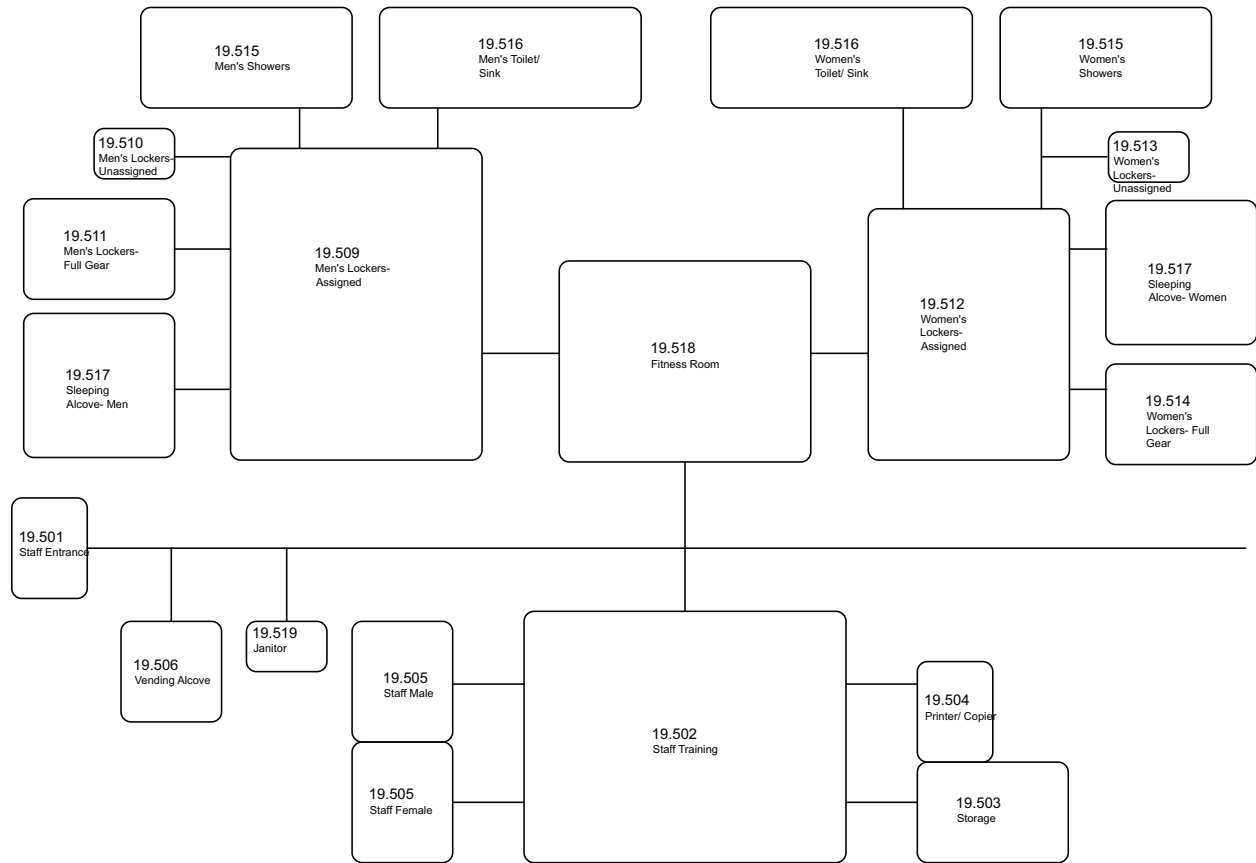 19.515
Men's Showers
19.516
Men's Toilet/
Sink
19.516
Women's
Toilet/ Sink
19.515
Women's
Showers
19.510
Men's Lockers-
Unassigned
19.513
Women's
Lockers-
Unassigned
19.511
Men's Lockers-
Full Gear
19.509
Men's Lockers-
Assigned
19.517
Sleeping
Alcove- Women
19.512
Women's
Lockers-
Assigned
19.518
Fitness Room
19.517
Sleeping
Alcove- Men
19.514
Women's
Lockers- Full
Gear
19.501
Staff Entrance
19.506
Vending Alcove
19.519
Janitor
19.505
Staff Male
19.504
Printer/ Copier
19.502
Staff Training
19.505
Staff Female
19.503
Storage